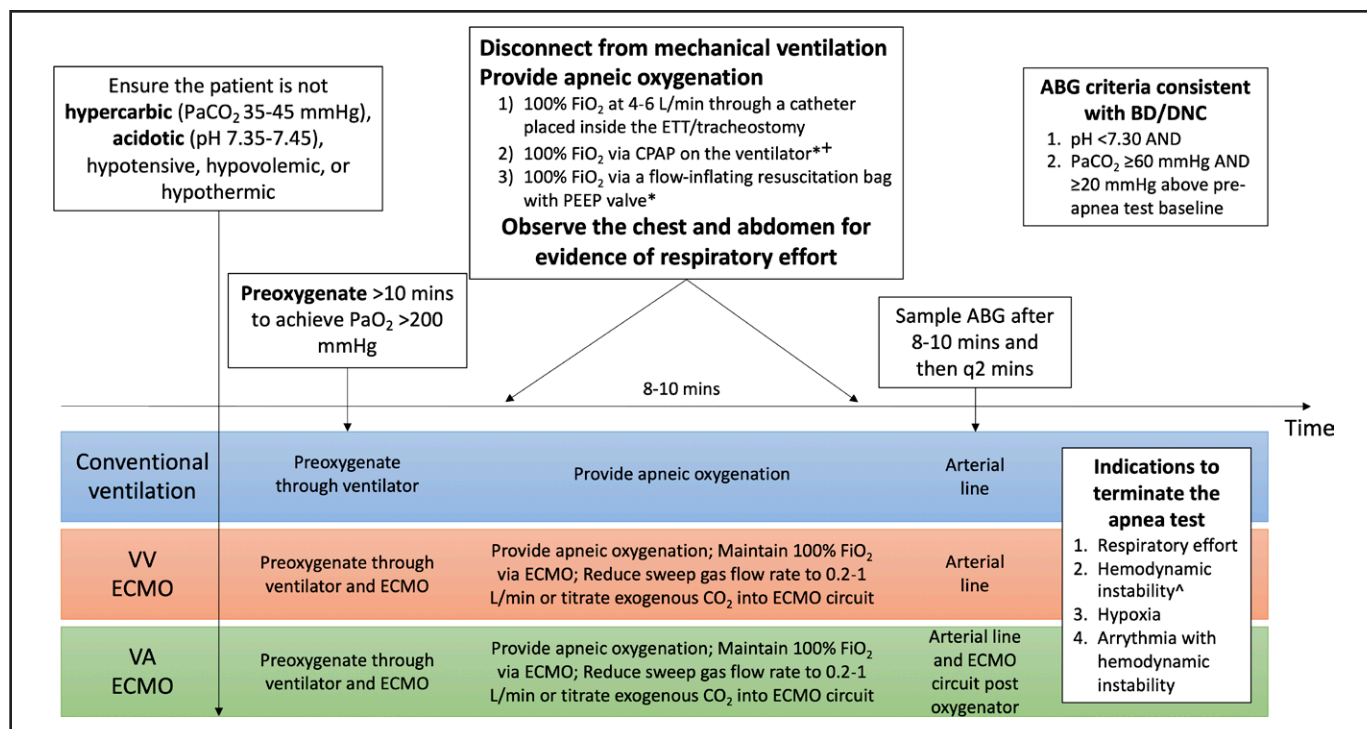 Ensure the patient is not
hypercarbic (PaCO2 35-45 mmHg),
acidotic (pH 7.35-7.45),
hypotensive, hypovolemic, or
hypothermic
Disconnect from mechanical ventilation
Provide apneic oxygenation
1) 100% FiO2 at 4-6 L/min through a catheter
placed inside the ETT/tracheostomy
2) 100% FiO2 via CPAP on the ventilator*+
3) 100% FiO2 via a flow-inflating resuscitation bag
with PEEP valve*
Observe the chest and abdomen for
evidence of respiratory effort
ABG criteria consistent
with BD/DNC
1. pH <7.30 AND
2. PaCO2 ≥60 mmHg AND
≥20 mmHg above pre-
apnea test baseline
Preoxygenate >10 mins
to achieve PaO2 >200
mmHg
Sample ABG after
8-10 mins and
then q2 mins
8-10 mins
Time
Conventional
ventilation
Preoxygenate
through ventilator
Provide apneic oxygenation
Arterial
line
VV
ECMO
Preoxygenate through
ventilator and ECMO
Provide apneic oxygenation; Maintain 100% FiO2
via ECMO; Reduce sweep gas flow rate to 0.2-1
L/min or titrate exogenous CO2 into ECMO circuit
Arterial
line
VA
ECMO
Preoxygenate through
ventilator and ECMO
Provide apneic oxygenation; Maintain 100% FiO2
via ECMO; Reduce sweep gas flow rate to 0.2-1
L/min or titrate exogenous CO2 into ECMO circuit
Arterial line
and ECMO
circuit post
oxygenator
Indications to
terminate the
apnea test
1. Respiratory effort
2. Hemodynamic
instability^
3. Hypoxia
4. Arrythmia with
hemodynamic
instability